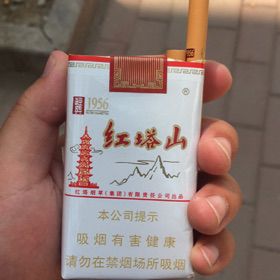 1956
®
红塔山
红塔烟草(集团)有限责任公司出品
本公司提示
吸烟有害健康
请勿在禁烟场所吸烟